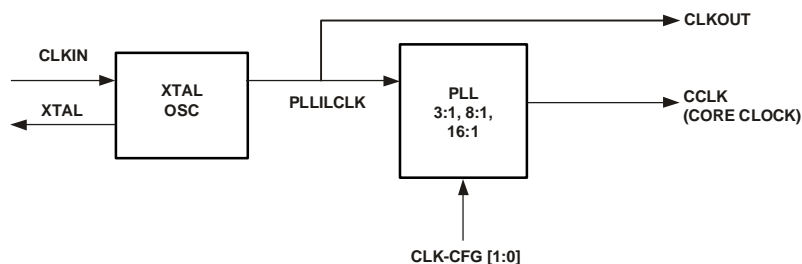 CLKOUT
CLKIN
XTAL
OSC
XTAL
PLLILCLK
PLL
3:1, 8:1,
16:1
CCLK
(CORE CLOCK)
CLK-CFG [1:0]